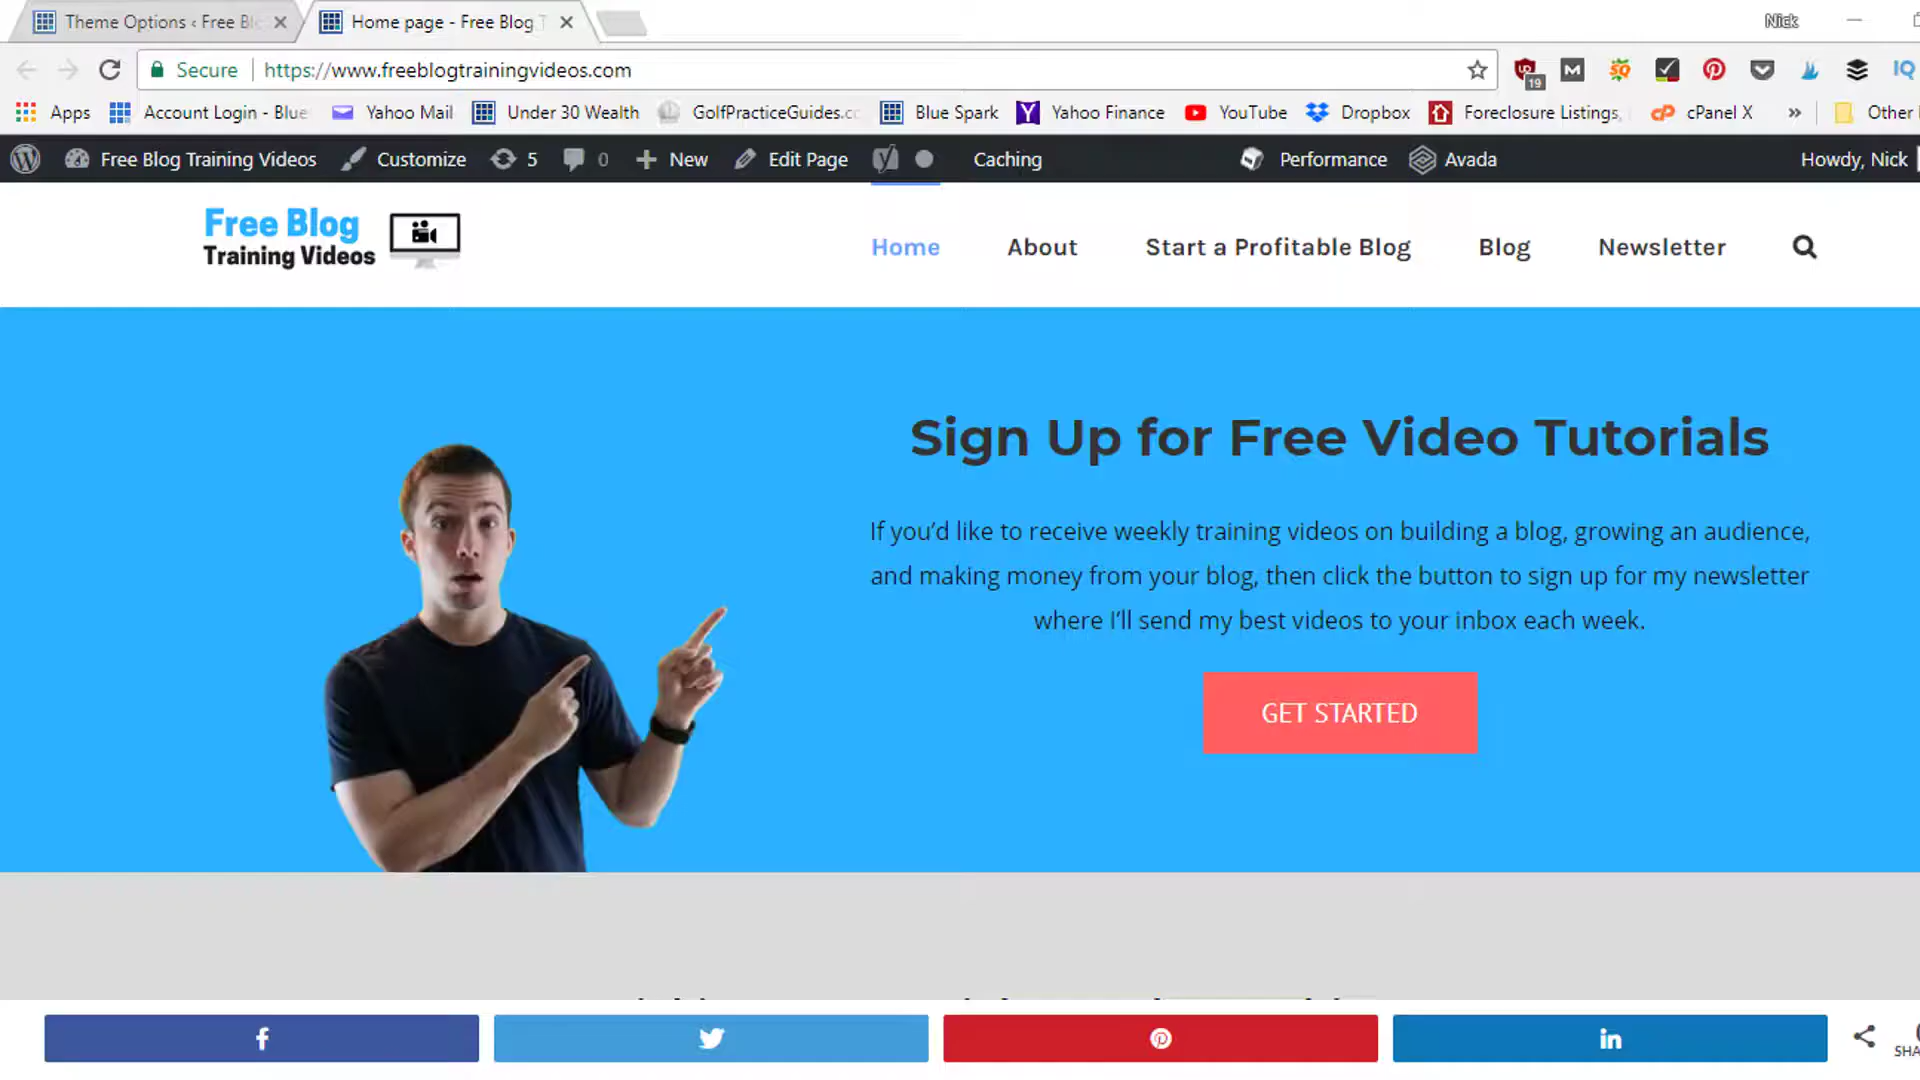 Theme Options ‹ Free Bl
Home page - Free Blog T
Nick
Secure
https://www.freeblogtrainingvideos.com
19
Apps
Account Login - Blue
Yahoo Mail
Under 30 Wealth
GolfPracticeGuides.co
Blue Spark
Yahoo Finance
YouTube
Dropbox
Foreclosure Listings,
cPanel X
»
Other
Free Blog Training Videos
Customize
5
0
New
Edit Page
Caching
Performance
Avada
Howdy, Nick
Free Blog
Training Videos
Home
About
Start a Profitable Blog
Blog
Newsletter
Sign Up for Free Video Tutorials
If you’d like to receive weekly training videos on building a blog, growing an audience,
and making money from your blog, then click the button to sign up for my newsletter
where I’ll send my best videos to your inbox each week.
GET STARTED
SHA